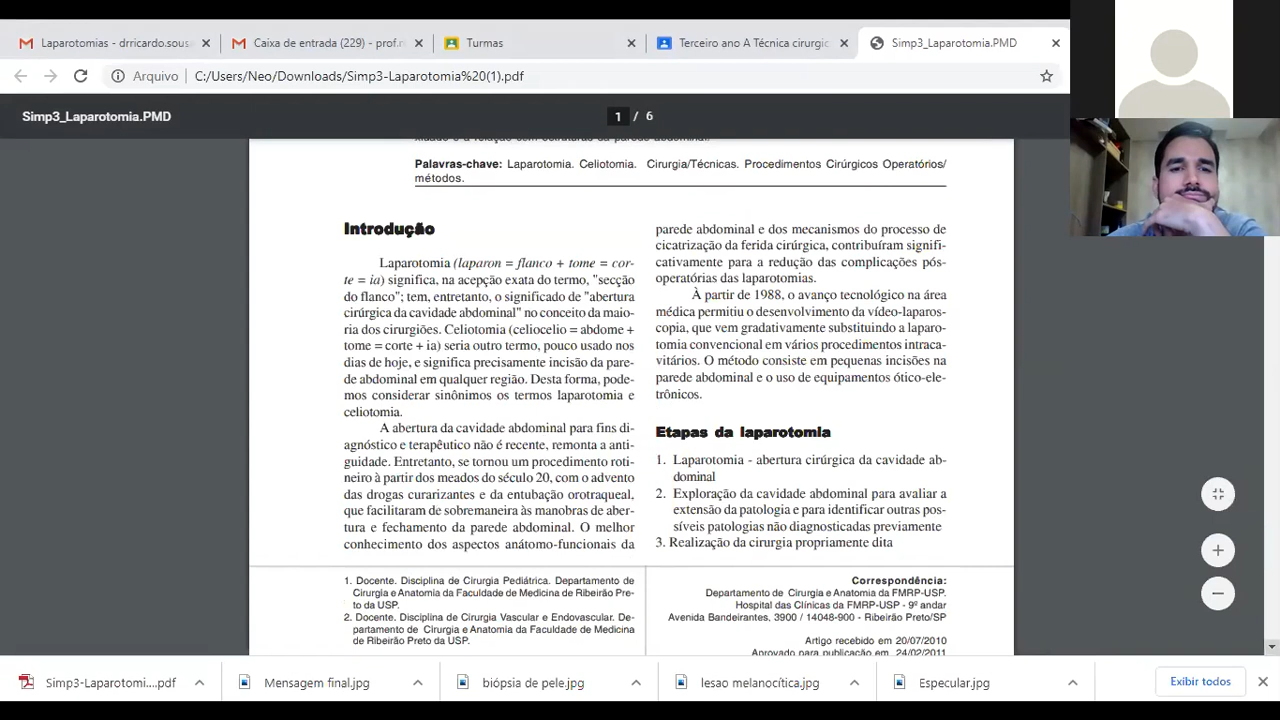 Laparotomias - drricardo.sous
Caixa de entrada (229) - prof.r
Turmas
Terceiro ano A Técnica cirurgic
Simp3_Laparotomia.PMD
Arquivo C:/Users/Neo/Downloads/Simp3-Laparotomia%20(1).pdf
Simp3_Laparotomia.PMD
1 / 6
Palavras-chave: Laparotomia. Celiotomia. Cirurgia/Técnicas. Procedimentos Cirúrgicos Operatórios/
métodos.
Introdução
Laparotomia (laparon = flanco + tome = cor-
te = ia) significa, na acepção exata do termo, "secção
do flanco"; tem, entretanto, o significado de "abertura
cirúrgica da cavidade abdominal" no conceito da maio-
ria dos cirurgiões. Celiotomia (celiocelio = abdome +
tome = corte + ia) seria outro termo, pouco usado nos
dias de hoje, e significa precisamente incisão da pare-
de abdominal em qualquer região. Desta forma, pode-
mos considerar sinônimos os termos laparotomia e
celiotomia.
A abertura da cavidade abdominal para fins di-
agnóstico e terapêutico não é recente, remonta a anti-
guidade. Entretanto, se tornou um procedimento roti-
neiro à partir dos meados do século 20, com o advento
das drogas curarizantes e da entubação orotraqueal,
que facilitaram de sobremaneira às manobras de aber-
tura e fechamento da parede abdominal. O melhor
conhecimento dos aspectos anátomo-funcionais da
parede abdominal e dos mecanismos do processo de
cicatrização da ferida cirúrgica, contribuíram signifi-
cativamente para a redução das complicações pós-
operatórias das laparotomias.
À partir de 1988, o avanço tecnológico na área
médica permitiu o desenvolvimento da vídeo-laparos-
copia, que vem gradativamente substituindo a laparo-
tomia convencional em vários procedimentos intraca-
vitários. O método consiste em pequenas incisões na
parede abdominal e o uso de equipamentos ótico-ele-
trônicos.
Etapas da laparotomia
1. Laparotomia - abertura cirúrgica da cavidade ab-
dominal
2. Exploração da cavidade abdominal para avaliar a
extensão da patologia e para identificar outras pos-
síveis patologias não diagnosticadas previamente
3. Realização da cirurgia propriamente dita
1. Docente. Disciplina de Cirurgia Pediátrica. Departamento de
Cirurgia e Anatomia da Faculdade de Medicina de Ribeirão Pre-
to da USP.
2. Docente. Disciplina de Cirurgia Vascular e Endovascular. De-
partamento de Cirurgia e Anatomia da Faculdade de Medicina
de Ribeirão Preto da USP.
Correspondência:
Departamento de Cirurgia e Anatomia da FMRP-USP.
Hospital das Clínicas da FMRP-USP - 9º andar
Avenida Bandeirantes, 3900 / 14048-900 - Ribeirão Preto/SP
Artigo recebido em 20/07/2010
Aprovado para publicação em 24/02/2011
Simp3-Laparotomi....pdf
Mensagem final.jpg
biópsia de pele.jpg
lesao melanocítica.jpg
Especular.jpg
Exibir todos